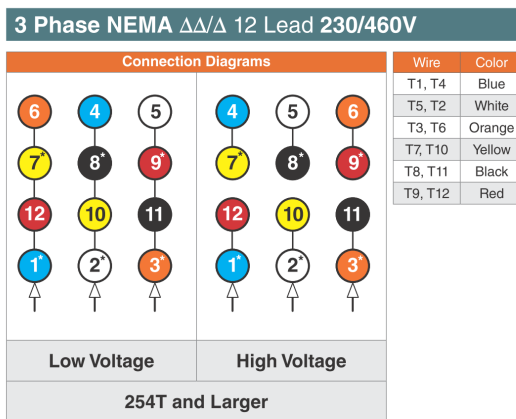 3 Phase NEMA ΔΔ/Δ 12 Lead 230/460V
Connection Diagrams
6 4 5 4 5 6
7* 8* 9* 7* 8* 9*
12 10 11 12 10 11
1* 2* 3* 1* 2* 3*
Low Voltage High Voltage
254T and Larger
Wire Color
T1, T4 Blue
T5, T2 White
T3, T6 Orange
T7, T10 Yellow
T8, T11 Black
T9, T12 Red